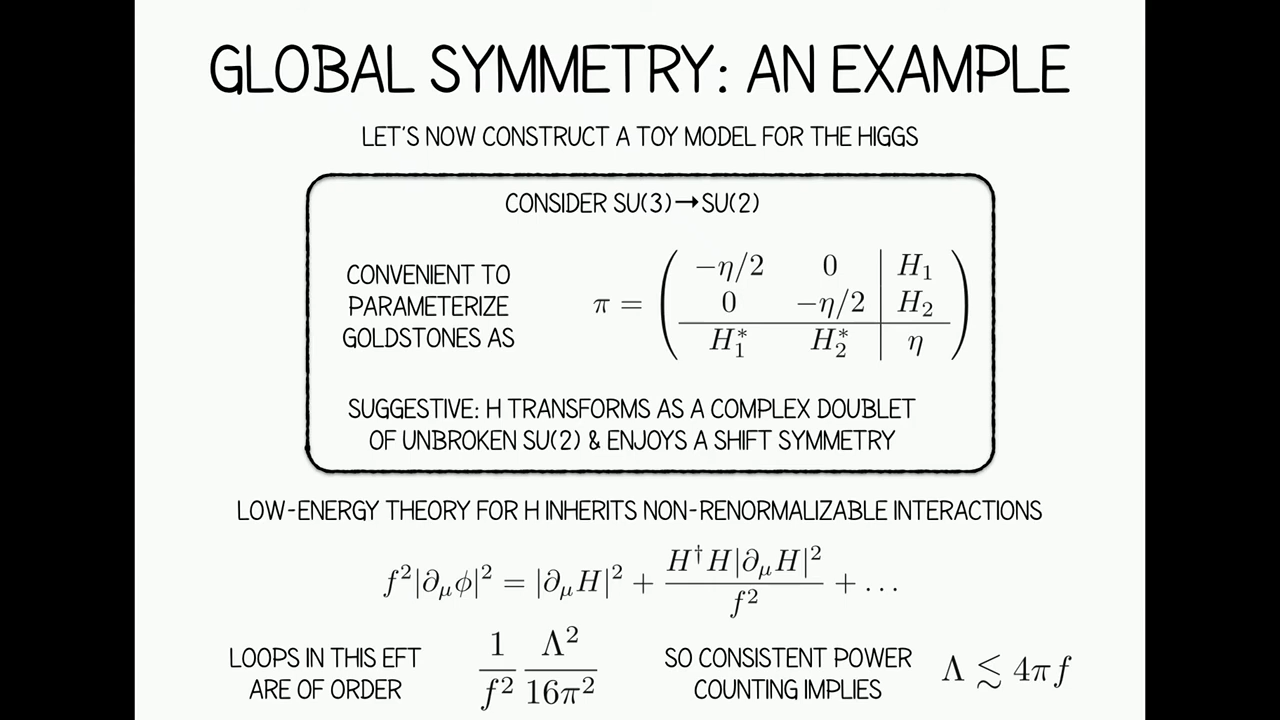 GLOBAL SYMMETRY: AN EXAMPLE
LET'S NOW CONSTRUCT A TOY MODEL FOR THE HIGGS
CONSIDER SU(3)→SU(2)
CONVENIENT TO
PARAMETERIZE
GOLDSTONES AS
π =
−η/2 0 H₁
0 −η/2 H₂
H₁* H₂* η
SUGGESTIVE: H TRANSFORMS AS A COMPLEX DOUBLET
OF UNBROKEN SU(2) & ENJOYS A SHIFT SYMMETRY
LOW-ENERGY THEORY FOR H INHERITS NON-RENORMALIZABLE INTERACTIONS
f²|∂_μφ|² = |∂_μH|² + H†H|∂_μH|² / f² + …
LOOPS IN THIS EFT
ARE OF ORDER
1/f² Λ²/16π²
SO CONSISTENT POWER
COUNTING IMPLIES
Λ ≲ 4πf